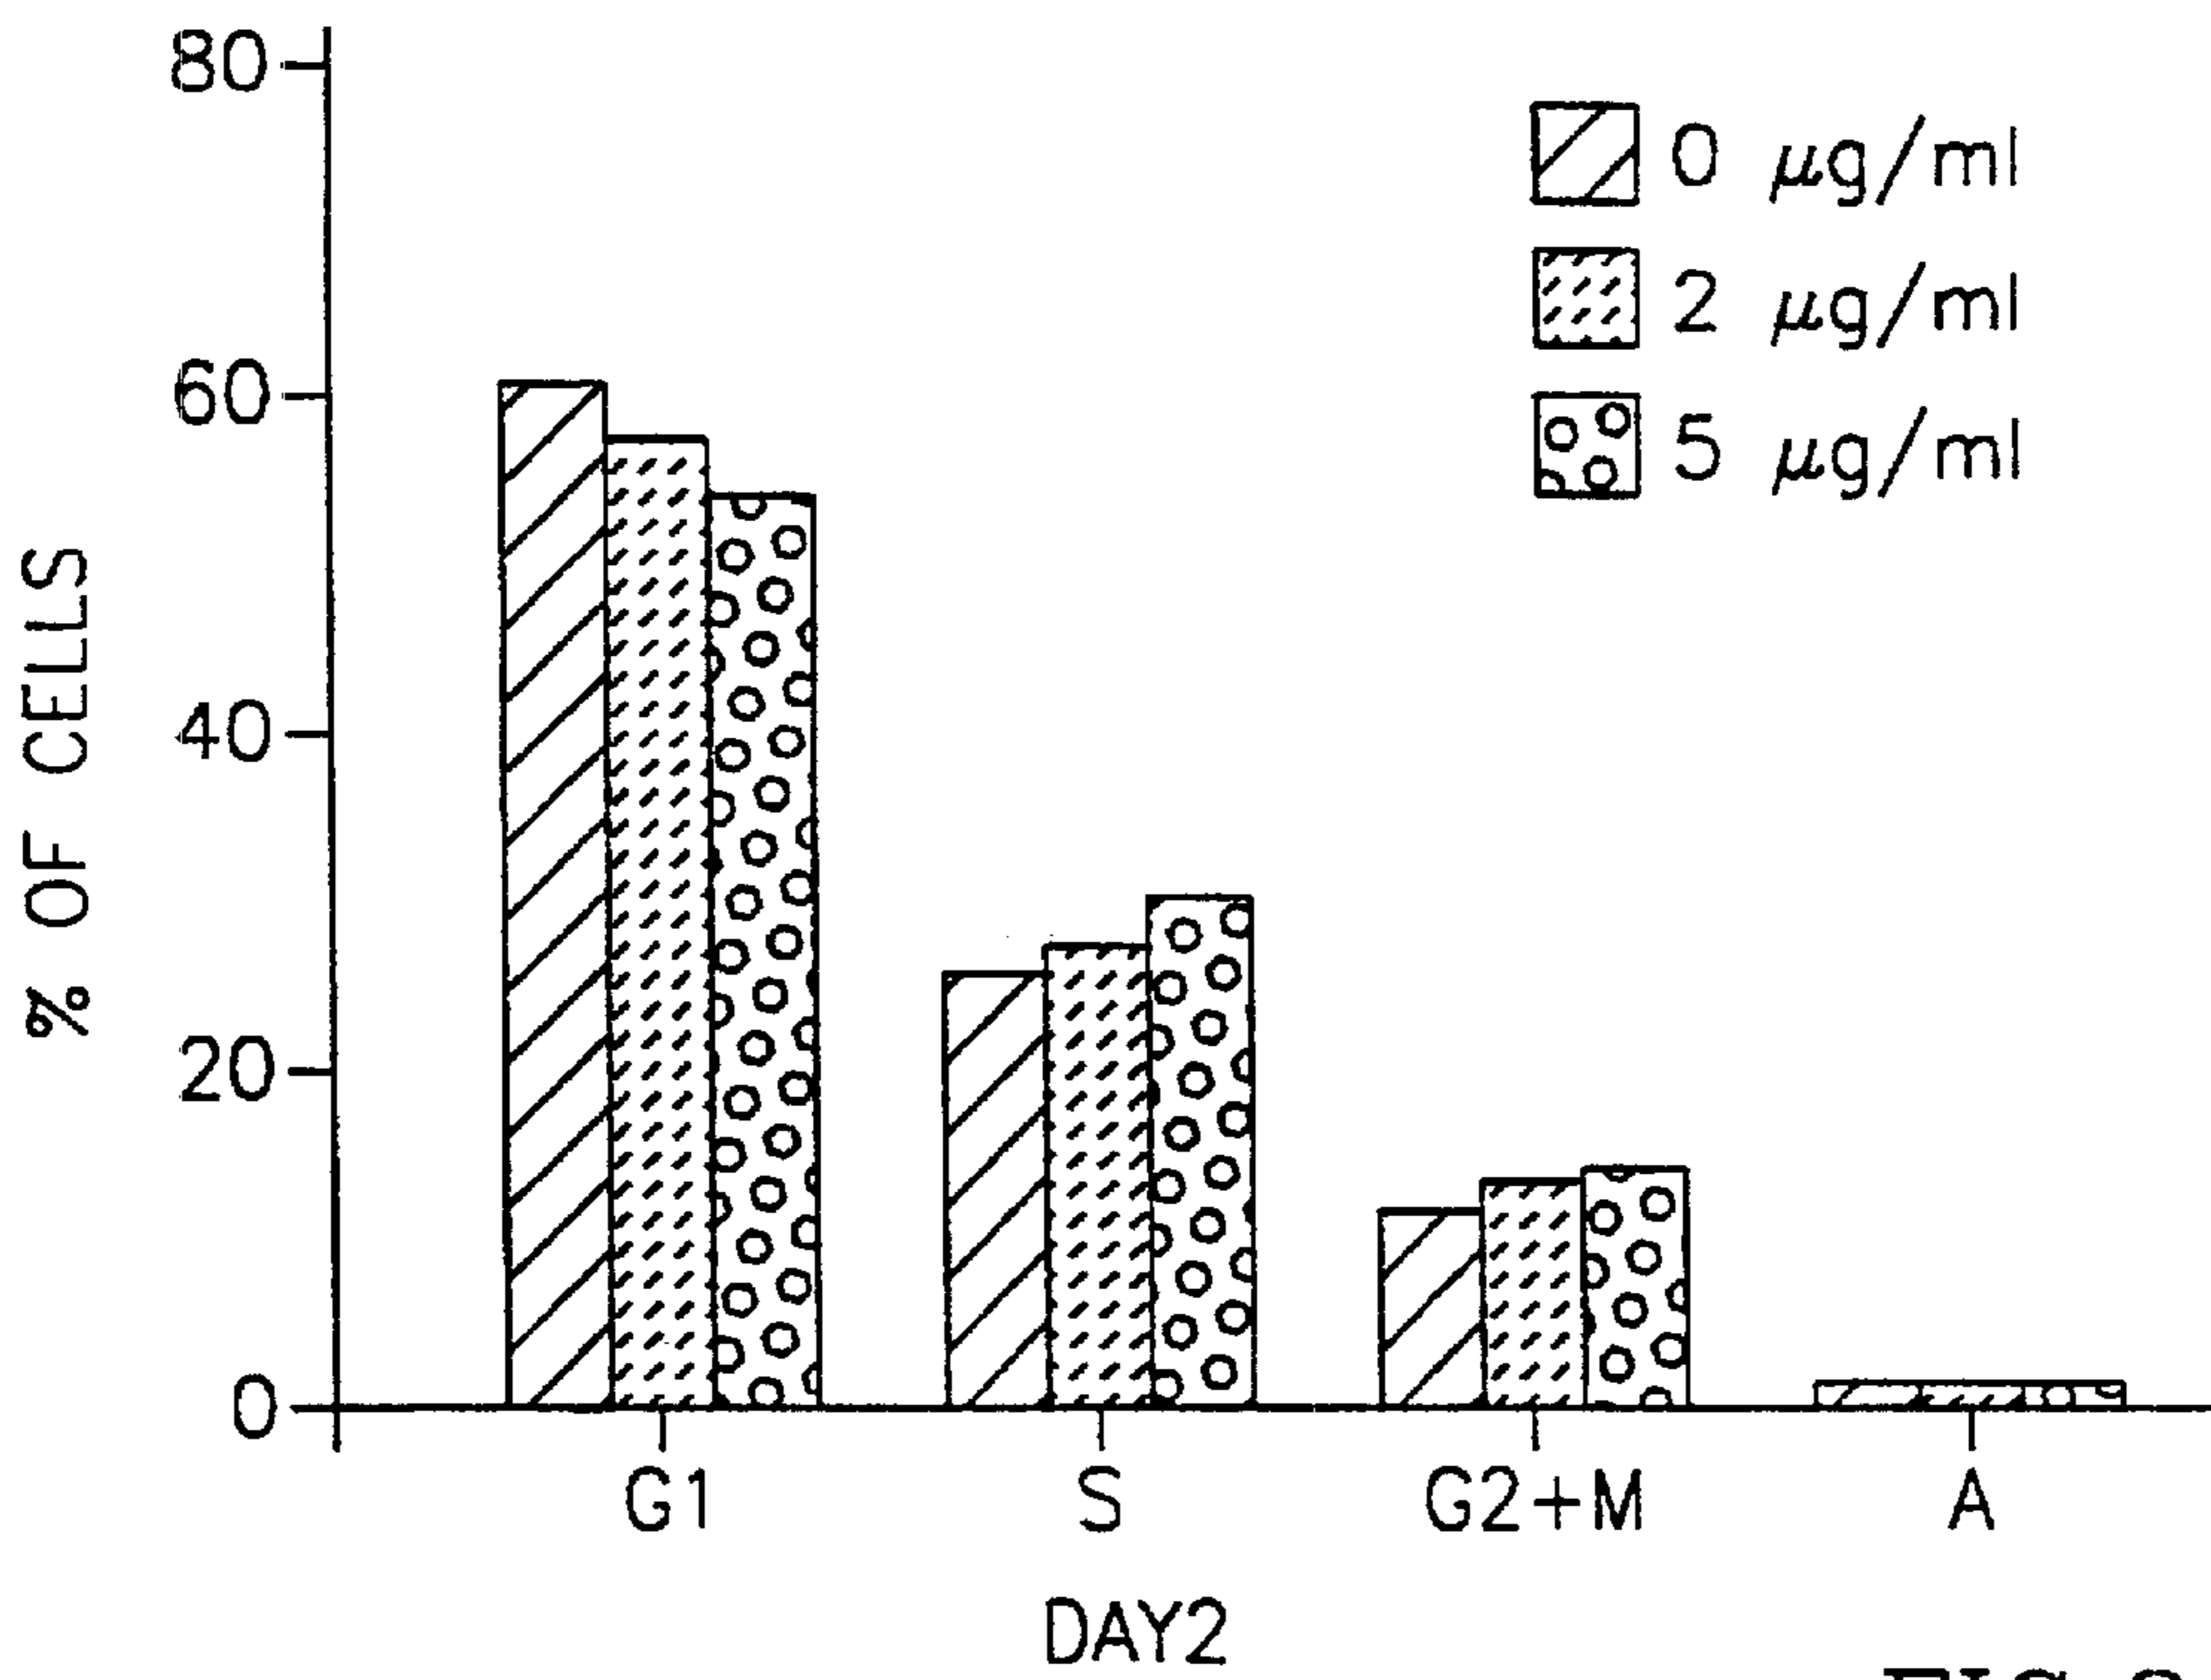 80
60
40
20
0
% OF CELLS
0 μg/ml
2 μg/ml
5 μg/ml
G1 S G2+M A
DAY2